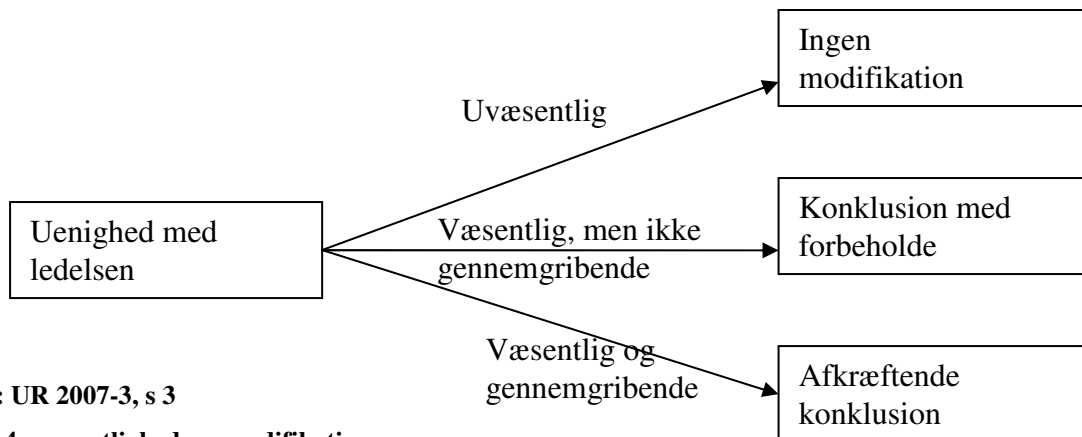 Ingen
modifikation
Uvæsentlig
Uenighed med
ledelsen
Væsentlig, men ikke
gennemgribende
Konklusion med
forbeholde
Væsentlig og
gennemgribende
Afkræftende
konklusion
: UR 2007-3, s 3